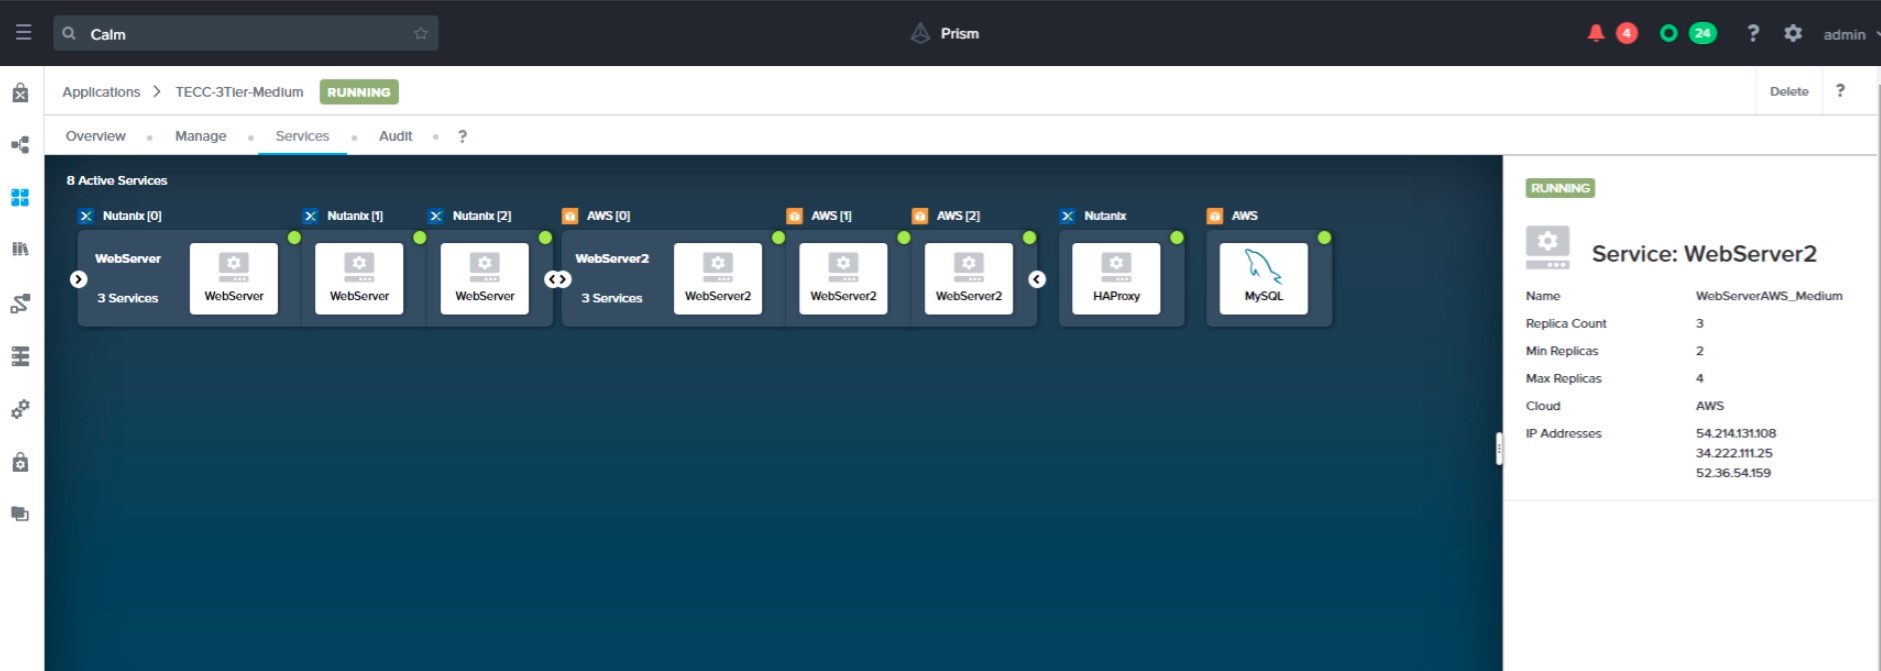 Calm
Prism
4
24
?
admin
Applications > TECC-3Tier-Medium RUNNING
Delete
?
Overview
Manage
Services
Audit
?
8 Active Services
Nutanix [0]
Nutanix [1]
Nutanix [2]
AWS [0]
AWS [1]
AWS [2]
Nutanix
AWS
WebServer
3 Services
WebServer
WebServer
WebServer
WebServer2
3 Services
WebServer2
WebServer2
WebServer2
HAProxy
MySQL
RUNNING
Service: WebServer2
Name WebServerAWS_Medium
Replica Count 3
Min Replicas 2
Max Replicas 4
Cloud AWS
IP Addresses 54.214.131.108
34.222.111.25
52.36.54.159